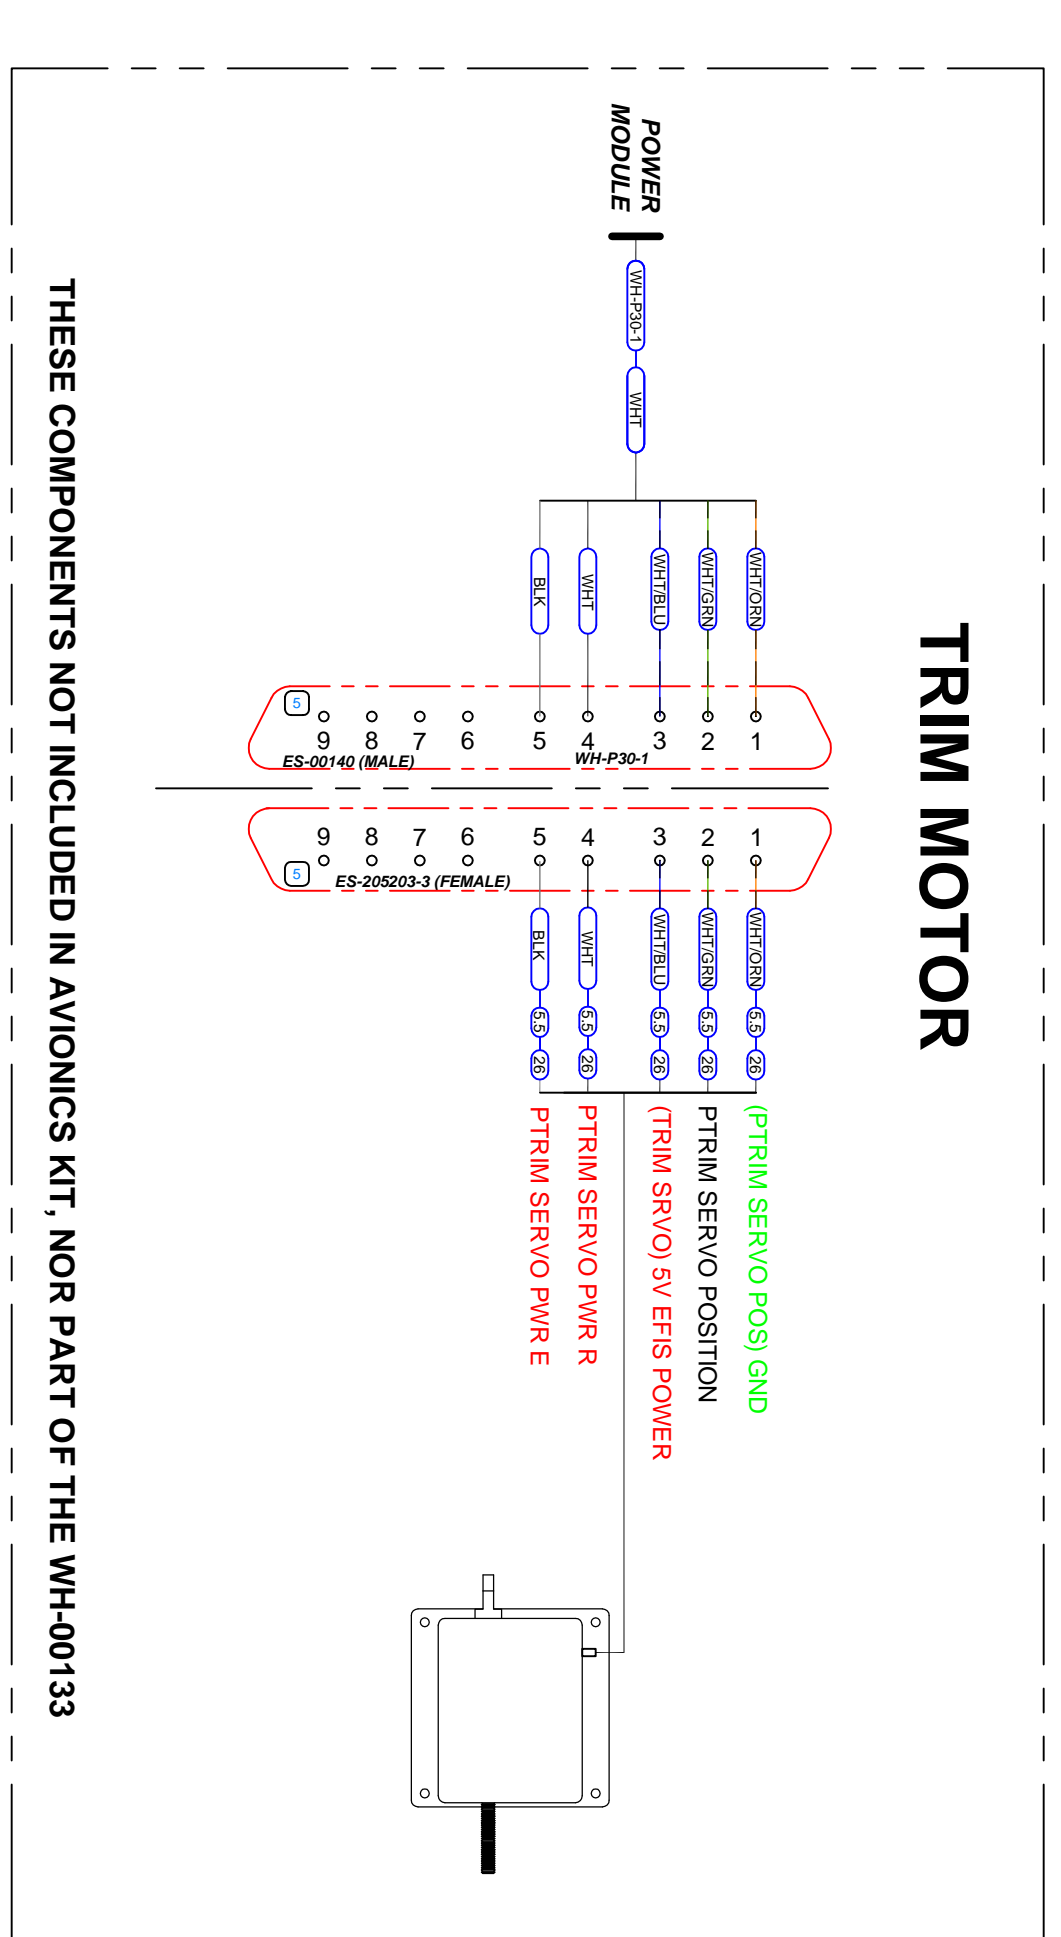 TRIM MOTOR
POWER
MODULE
WH-P30-1
WHT
WHT/ORN
WHT/GRN
WHT/BLU
WHT
BLK
5
9 8 7 6 5 4 3 2 1
ES-00140 (MALE)
WH-P30-1
9 8 7 6 5 4 3 2 1
5
ES-205203-3 (FEMALE)
WHT/ORN 5.5 26 (PTRIM SERVO POS) GND
WHT/GRN 5.5 26 PTRIM SERVO POSITION
WHT/BLU 5.5 26 (TRIM SRVO) 5V EFIS POWER
WHT 5.5 26 PTRIM SERVO PWR R
BLK 5.5 26 PTRIM SERVO PWR E
THESE COMPONENTS NOT INCLUDED IN AVIONICS KIT, NOR PART OF THE WH-00133